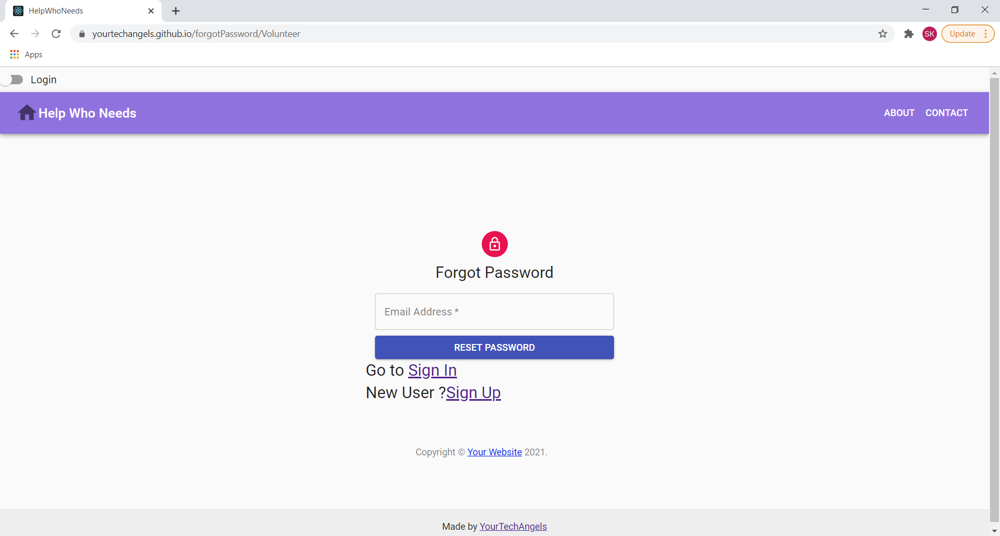 HelpWhoNeeds
yourtechangels.github.io/forgotPassword/Volunteer
SK
Update
Apps
Login
Help Who Needs
ABOUT CONTACT
Forgot Password
Email Address *
RESET PASSWORD
Go to Sign In
New User ?Sign Up
Copyright © Your Website 2021.
Made by YourTechAngels